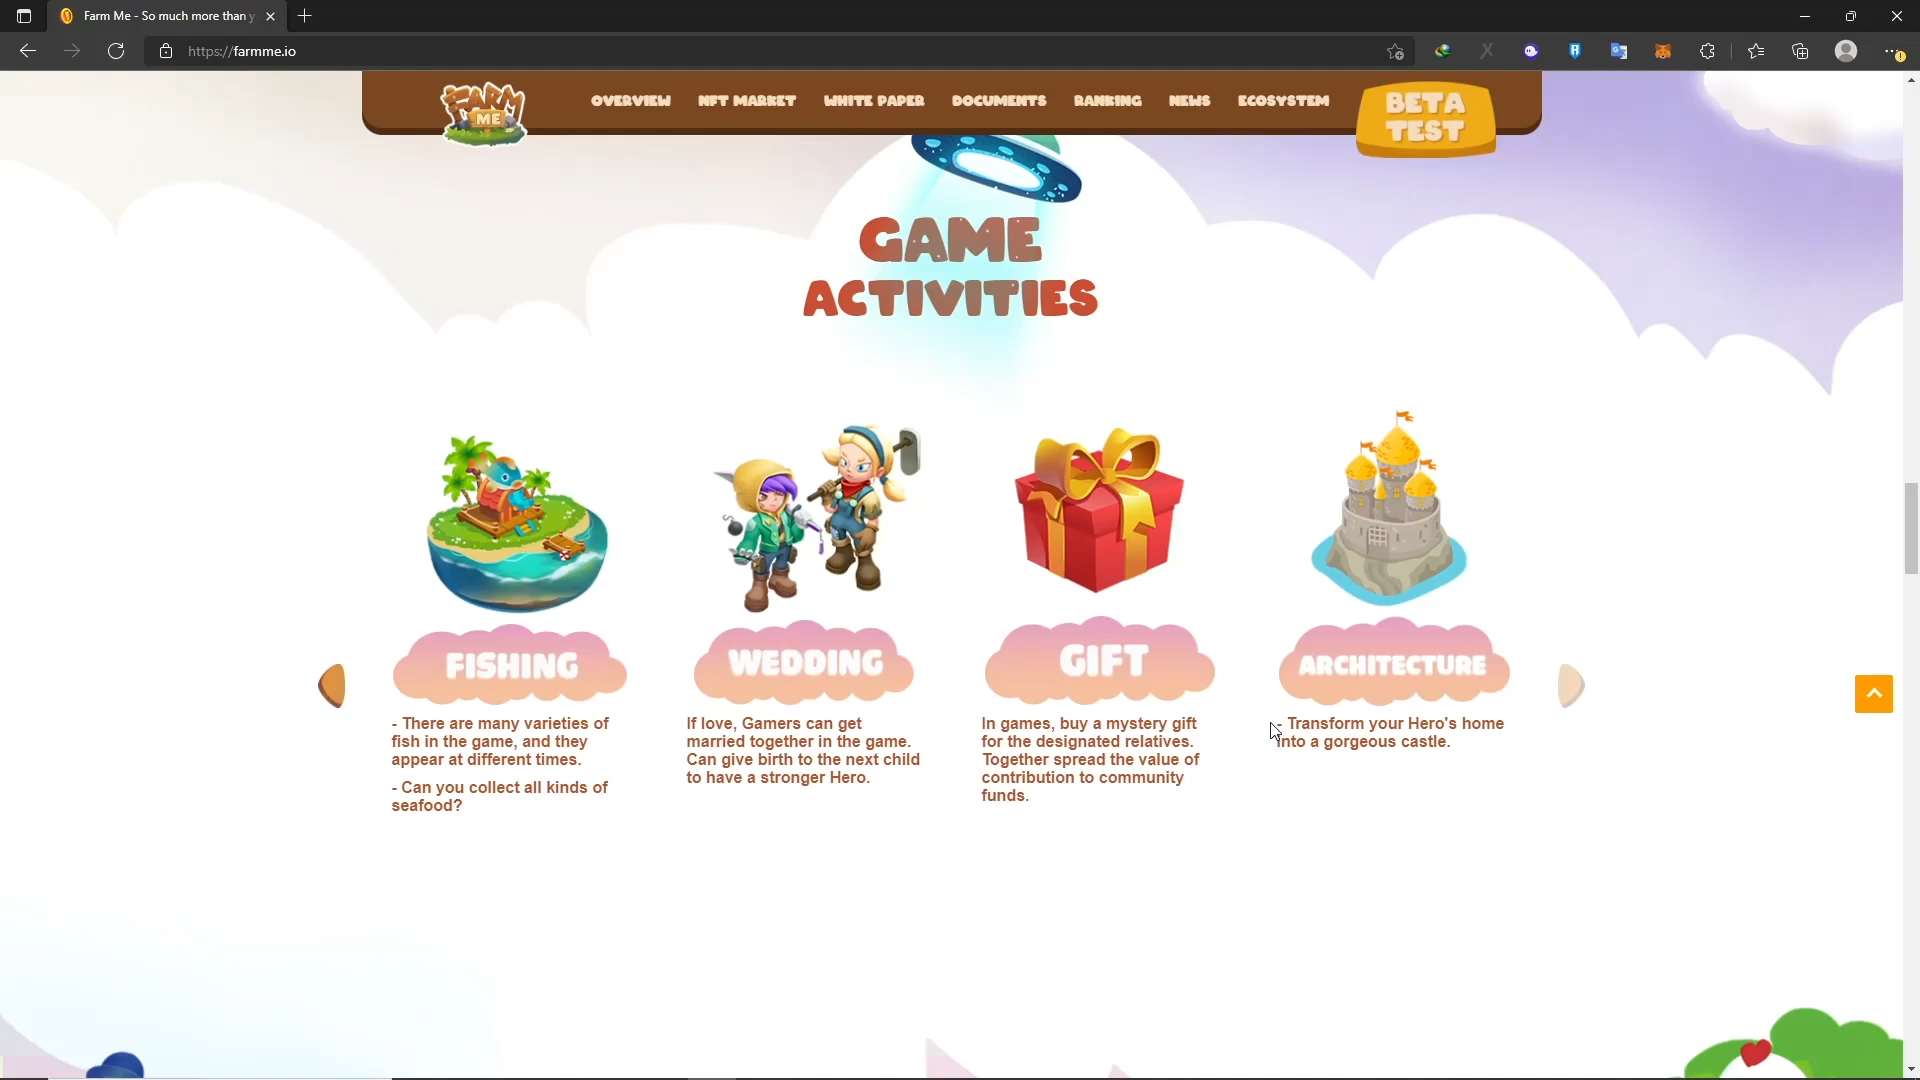 Farm Me - So much more than y
https://farmme.io
FARM
ME
OVERVIEW NFT MARKET WHITE PAPER DOCUMENTS RANKING NEWS ECOSYSTEM
BETA
TEST
GAME
ACTIVITIES
FISHING
- There are many varieties of
fish in the game, and they
appear at different times.
- Can you collect all kinds of
seafood?
WEDDING
If love, Gamers can get
married together in the game.
Can give birth to the next child
to have a stronger Hero.
GIFT
In games, buy a mystery gift
for the designated relatives.
Together spread the value of
contribution to community
funds.
ARCHITECTURE
- Transform your Hero's home
into a gorgeous castle.